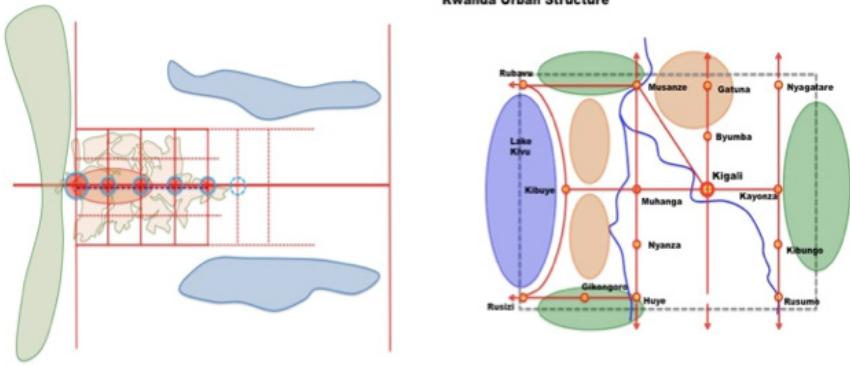 Rwanda Urban Structure
Rubavu
Musanze
Gatuna
Nyagatare
Byumba
Lake
Kivu
Kigali
Kibuye
Muhanga
Kayonza
Nyanza
Kibungo
Gikongoro
Rusizi
Huye
Rusumo